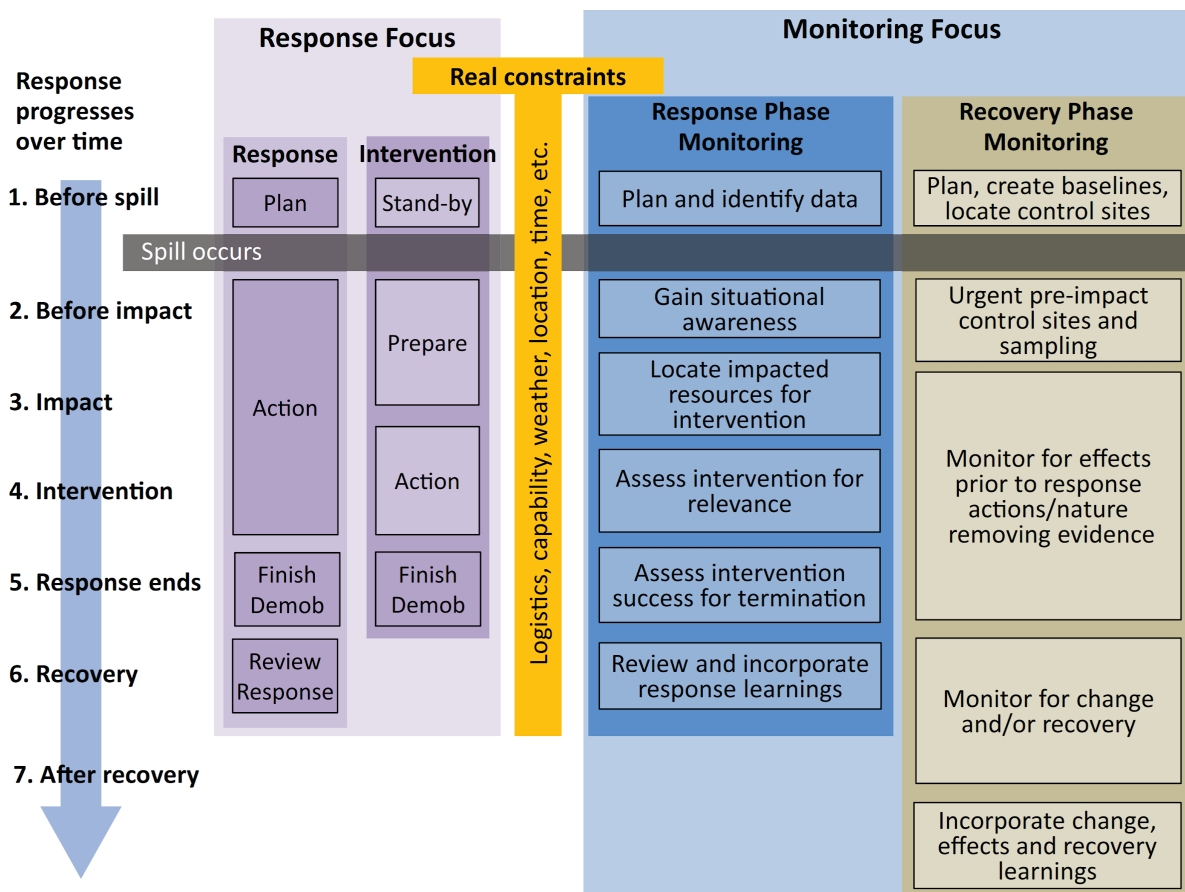 Response Focus
Monitoring Focus
Real constraints
Response
progresses
over time
Response
Intervention
Logistics, capability, weather, location, time, etc.
Response Phase
Monitoring
Recovery Phase
Monitoring
1. Before spill
Plan
Stand-by
Plan and identify data
Plan, create baselines,
locate control sites
Spill occurs
2. Before impact
Action
Prepare
Gain situational
awareness
Urgent pre-impact
control sites and
sampling
3. Impact
Locate impacted
resources for
intervention
Monitor for effects
prior to response
actions/nature
removing evidence
4. Intervention
Action
Assess intervention for
relevance
5. Response ends
Finish
Demob
Finish
Demob
Assess intervention
success for termination
6. Recovery
Review
Response
Review and incorporate
response learnings
Monitor for change
and/or recovery
7. After recovery
Incorporate change,
effects and recovery
learnings